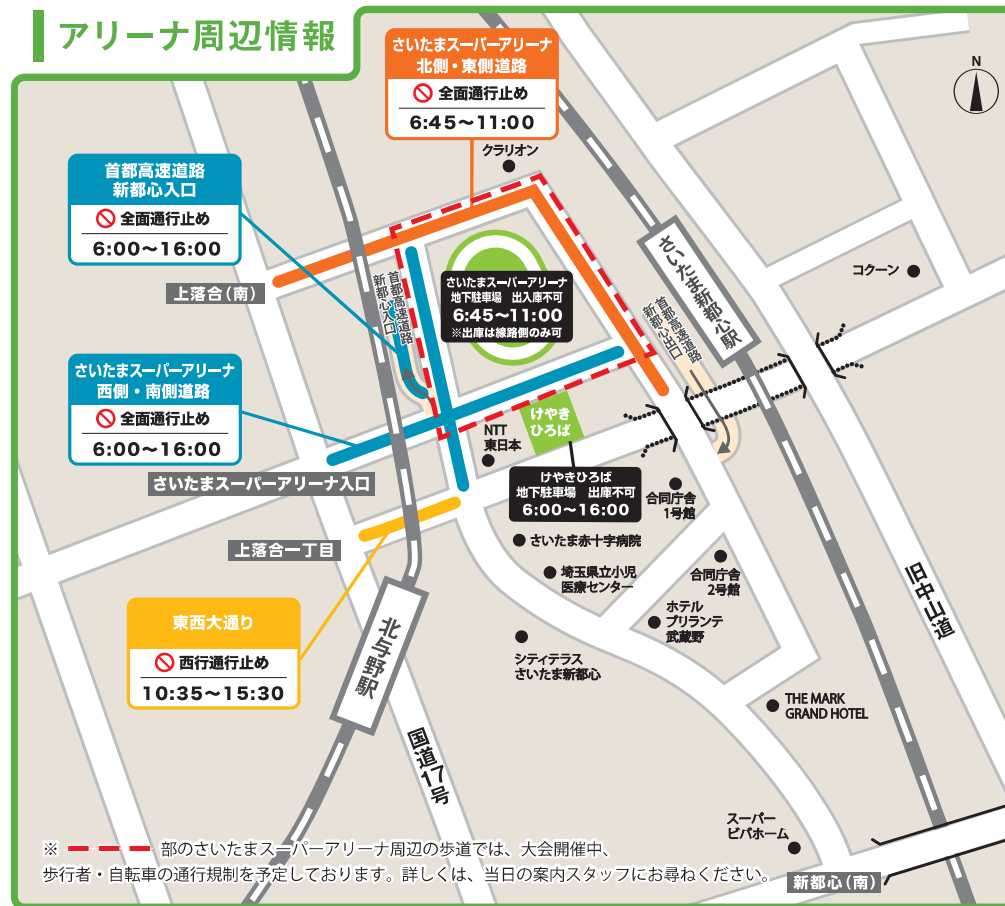 アリーナ周辺情報
さいたまスーパーアリーナ
北側・東側道路
全面通行止め
6:45〜11:00
N
クラリオン
首都高速道路
新都心入口
全面通行止め
6:00〜16:00
上落合(南)
首都高速道路
新都心入口
さいたまスーパーアリーナ
地下駐車場 出入庫不可
6:45〜11:00
※出庫は線路側のみ可
首都高速道路
新都心出口
さいたま新都心駅
コクーン
さいたまスーパーアリーナ
西側・南側道路
全面通行止め
6:00〜16:00
さいたまスーパーアリーナ入口
NTT
東日本
けやき
ひろば
けやきひろば
地下駐車場 出庫不可
6:00〜16:00
合同庁舎
1号館
上落合一丁目
さいたま赤十字病院
埼玉県立小児
医療センター
合同庁舎
2号館
ホテル
ブリランテ
武蔵野
旧中山道
東西大通り
西行通行止め
10:35〜15:30
北与野駅
シティテラス
さいたま新都心
THE MARK
GRAND HOTEL
国道17号
スーパー
ビバホーム
新都心(南)
※ 部のさいたまスーパーアリーナ周辺の歩道では、大会開催中、
歩行者・自転車の通行規制を予定しております。詳しくは、当日の案内スタッフにお尋ねください。